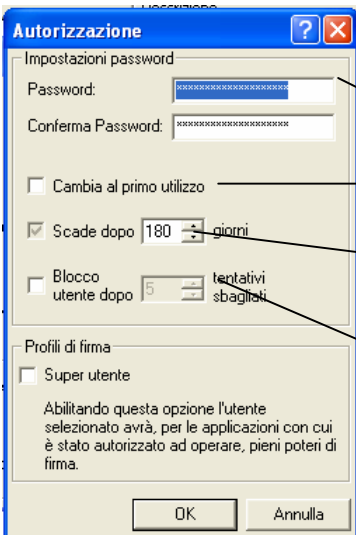 Descrizione
Autorizzazione
Impostazioni password
Password: ********************
Conferma Password: ********************
Cambia al primo utilizzo
Scade dopo 180 giorni
Blocco
utente dopo 5 tentativi
sbagliati
Profili di firma
Super utente
Abilitando questa opzione l'utente
selezionato avrà, per le applicazioni con cui
è stato autorizzato ad operare, pieni poteri di
firma.
OK Annulla